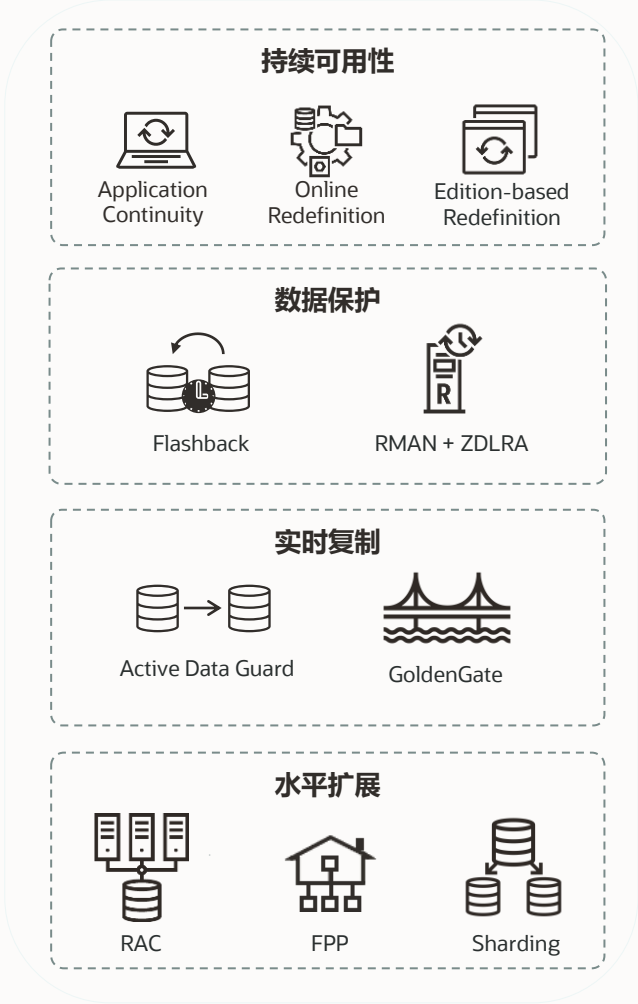 持续可用性
Application
Continuity
Online
Redefinition
Edition-based
Redefinition
数据保护
R
Flashback
RMAN + ZDLRA
实时复制
Active Data Guard
GoldenGate
水平扩展
RAC
FPP
Sharding